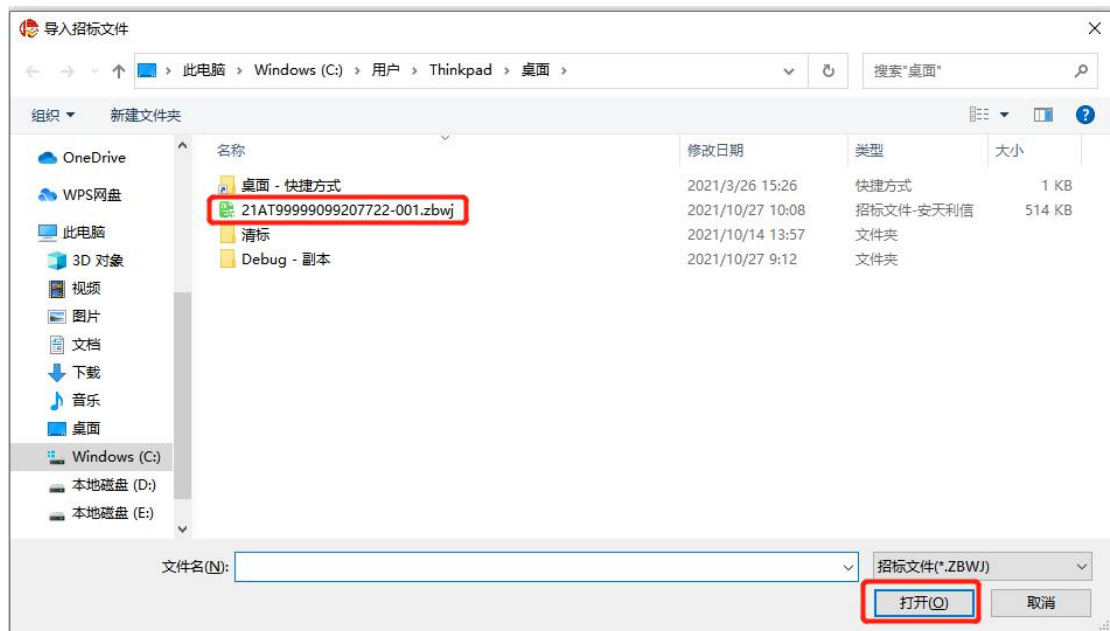 导入招标文件
此电脑 › Windows (C:) › 用户 › Thinkpad › 桌面 ›
搜索"桌面"
组织
新建文件夹
OneDrive
WPS网盘
此电脑
3D 对象
视频
图片
文档
下载
音乐
桌面
Windows (C:)
本地磁盘 (D:)
本地磁盘 (E:)
名称 修改日期 类型 大小
桌面 - 快捷方式 2021/3/26 15:26 快捷方式 1 KB
21AT99999099207722-001.zbwj 2021/10/27 10:08 招标文件-安天利信 514 KB
清标 2021/10/14 13:57 文件夹
Debug - 副本 2021/10/27 9:12 文件夹
文件名(N):
招标文件(*.ZBWJ)
打开(O)
取消